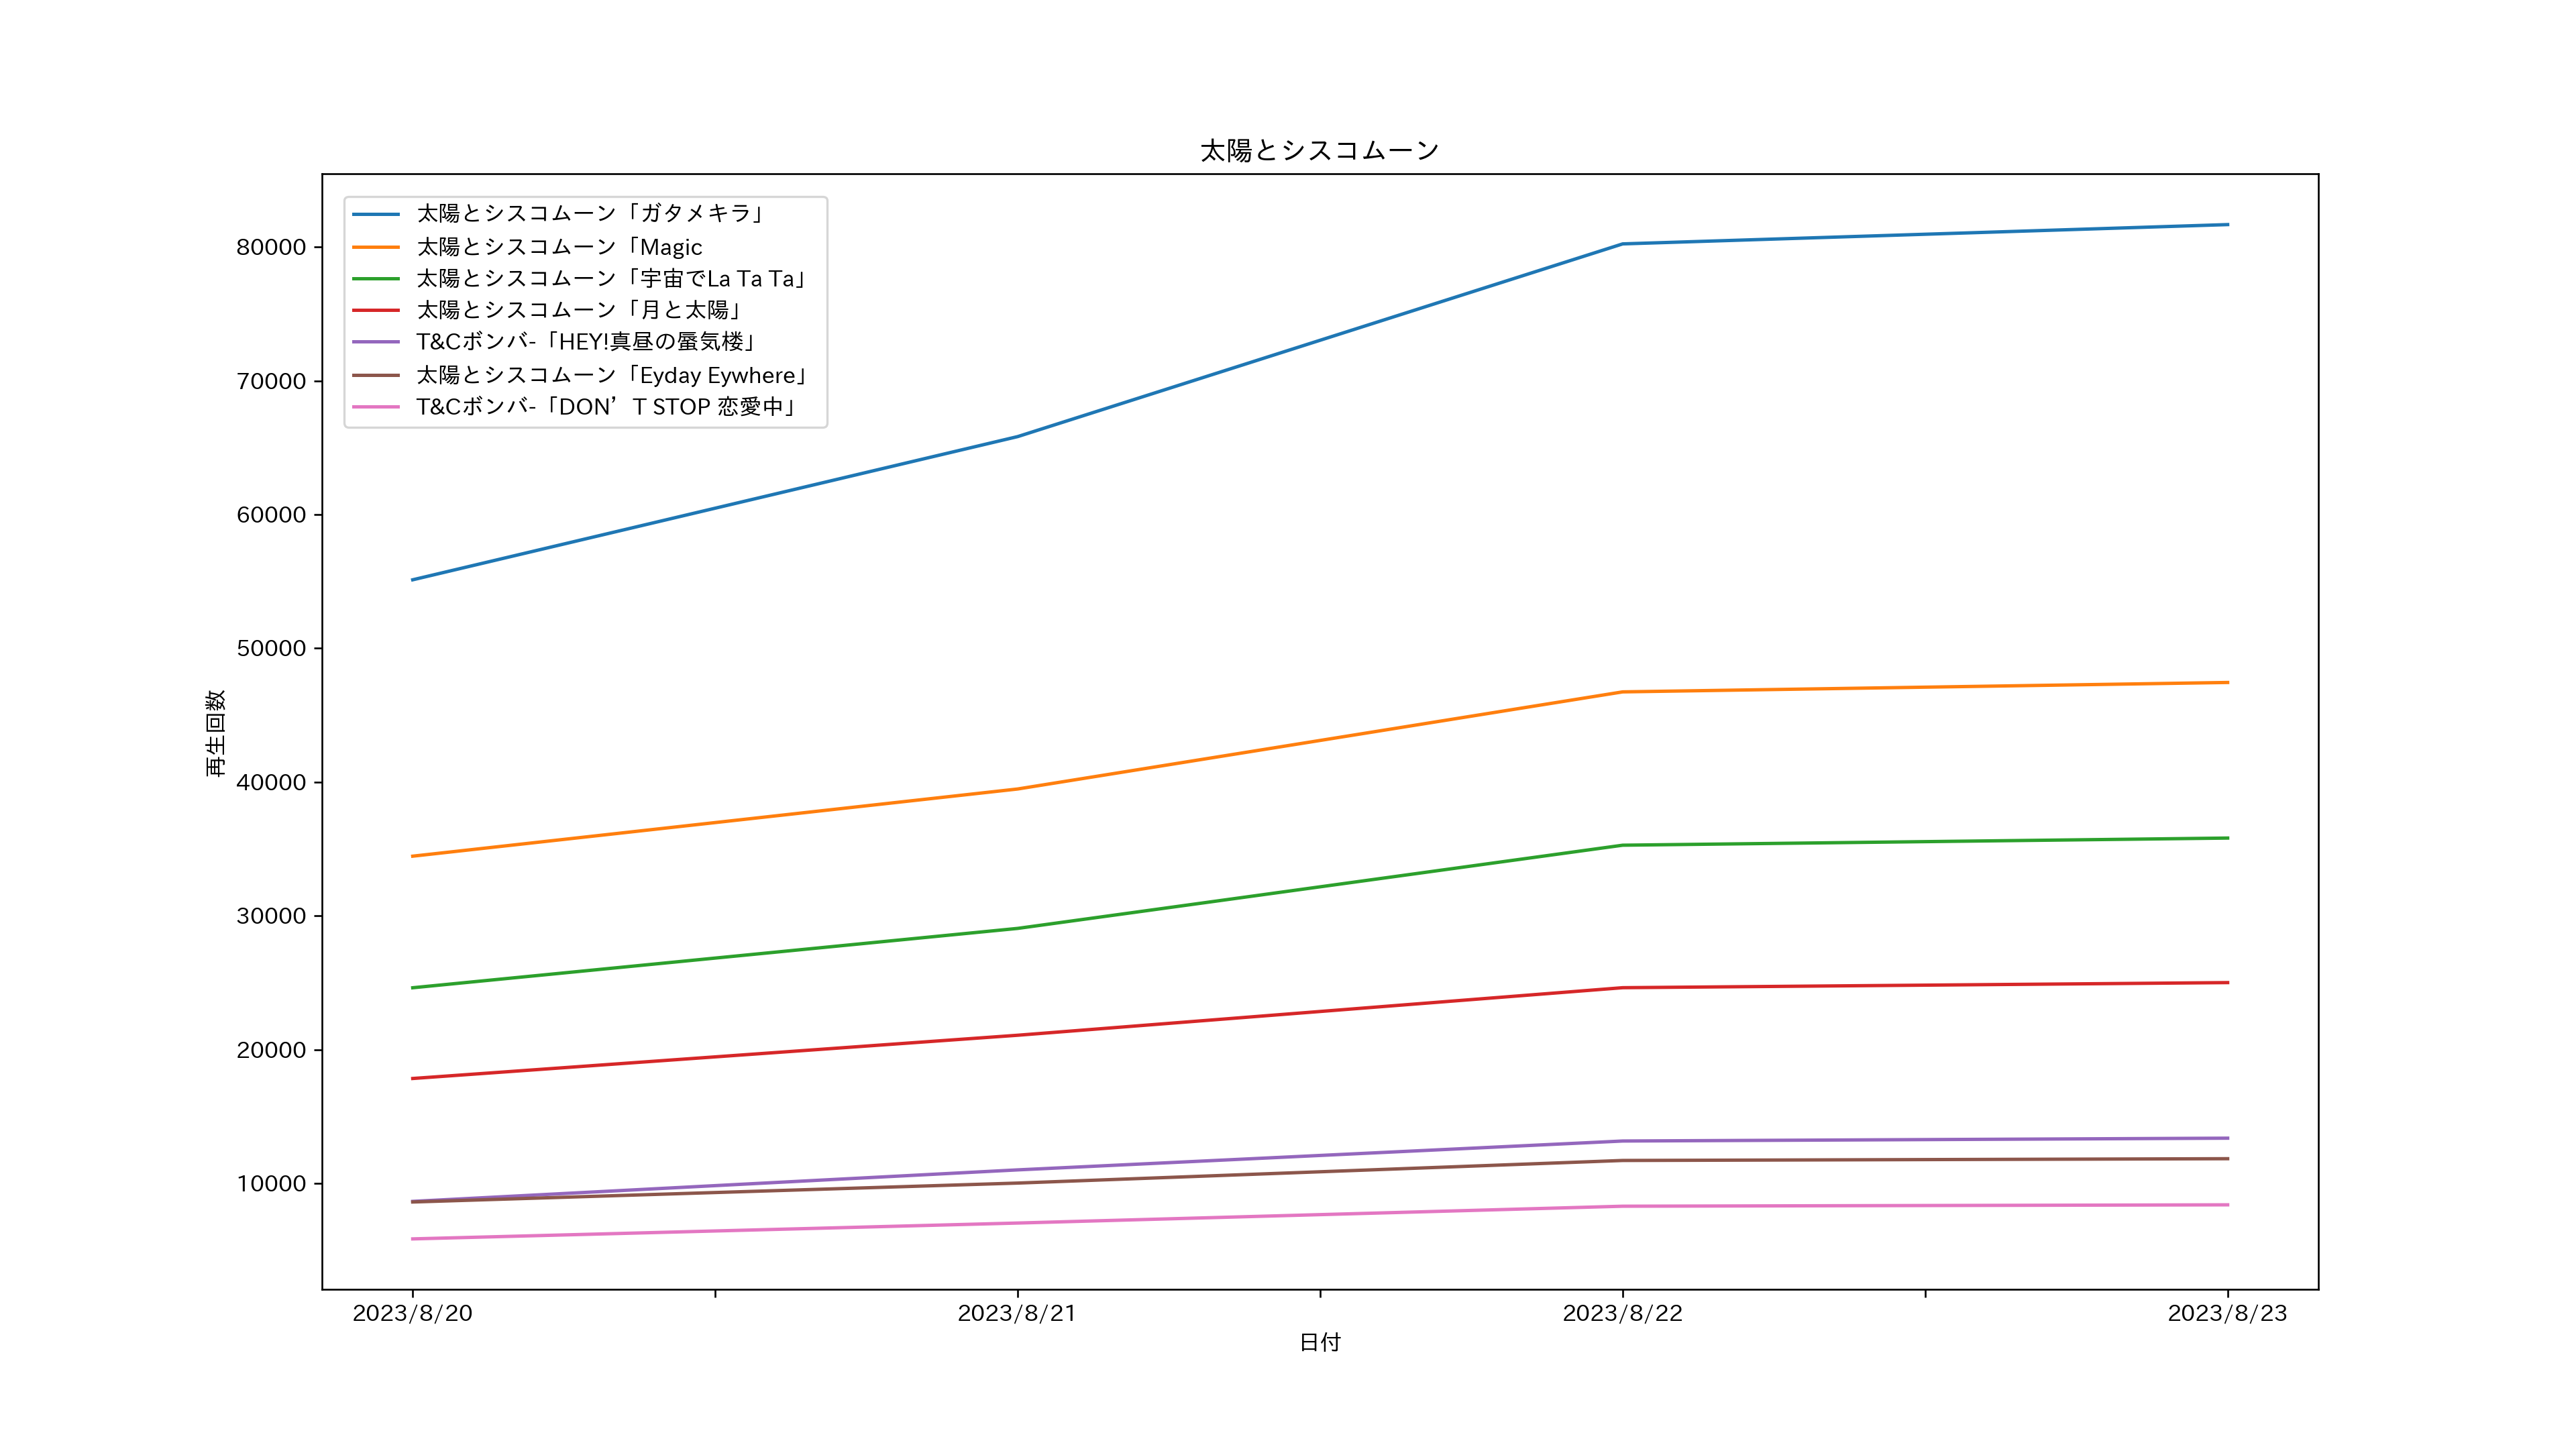 太陽とシスコムーン
太陽とシスコムーン「ガタメキラ」
太陽とシスコムーン「Magic
太陽とシスコムーン「宇宙でLa Ta Ta」
太陽とシスコムーン「月と太陽」
T&Cボンバ-「HEY!真昼の蜃気楼」
太陽とシスコムーン「Eyday Eywhere」
T&Cボンバ-「DON’T STOP 恋愛中」
80000
70000
60000
50000
40000
30000
20000
10000
再生回数
2023/8/20
2023/8/21
2023/8/22
2023/8/23
日付